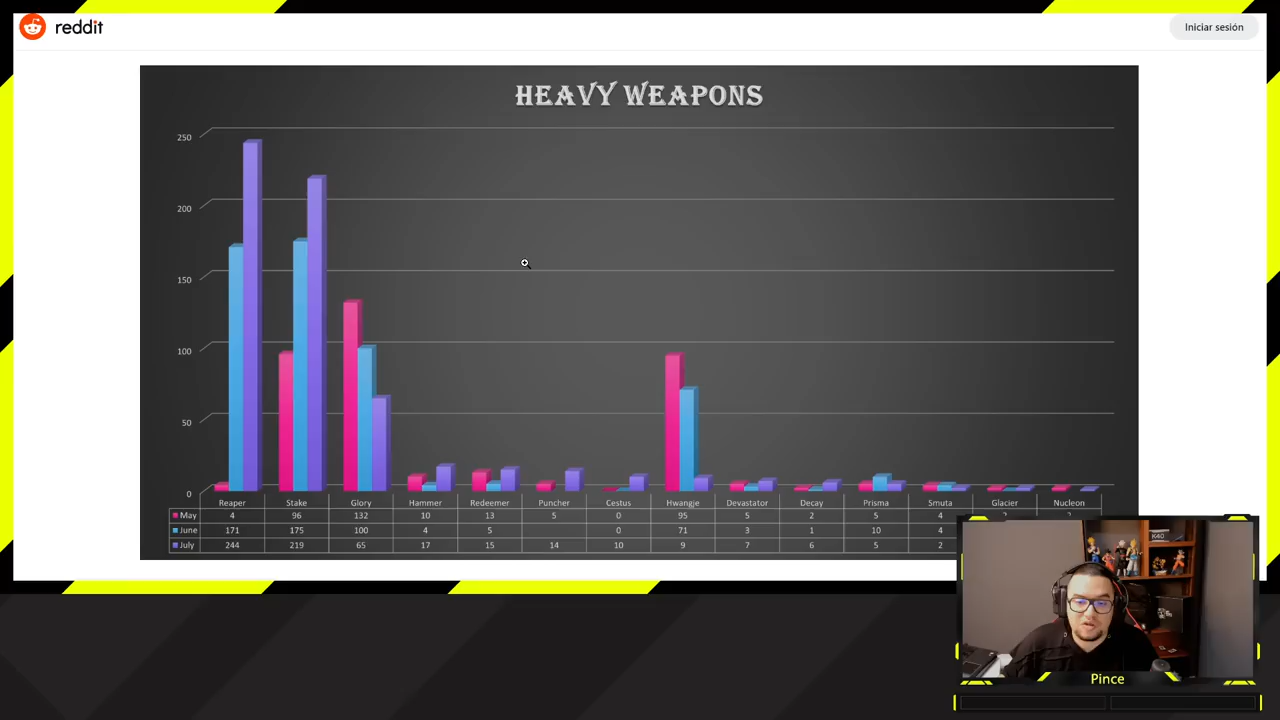 reddit
Iniciar sesión
HEAVY WEAPONS
250
200
150
100
50
0
Reaper Stake Glory Hammer Redeemer Puncher Cestus Hwangje Devastator Decay Prisma Smuta Glacier Nucleon
May 4 96 132 10 13 5 0 95 5 2 5 4
June 171 175 100 4 5 0 71 3 1 10 4
July 244 219 65 17 15 14 10 9 7 6 5 2
K40
Pince